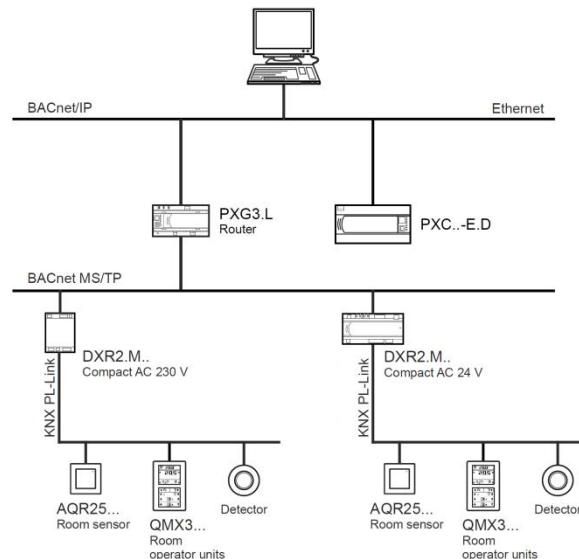 BACnet/IP
Ethernet
PXG3.L
Router
PXC..-E.D
BACnet MS/TP
DXR2.M..
Compact AC 230 V
DXR2.M..
Compact AC 24 V
KNX PL-Link
KNX PL-Link
AQR25...
Room sensor
QMX3...
Room
operator units
Detector
AQR25...
Room sensor
QMX3...
Room
operator units
Detector